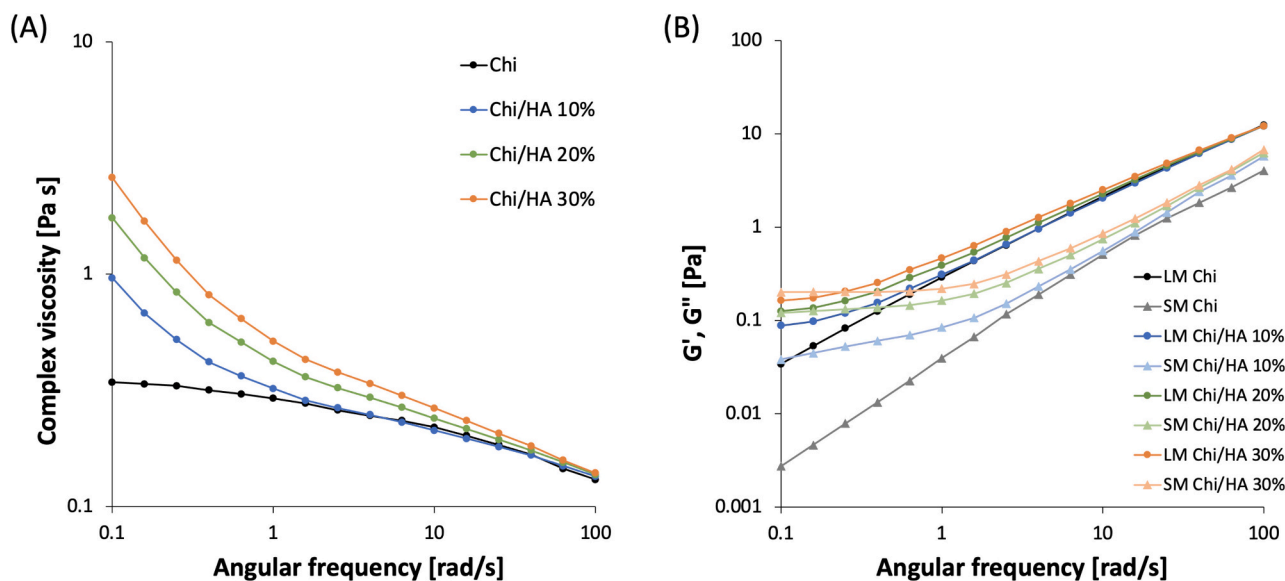 (A)
10
1
0.1
Complex viscosity [Pa s]
0.1
1
10
100
Angular frequency [rad/s]
Chi
Chi/HA 10%
Chi/HA 20%
Chi/HA 30%
(B)
100
10
1
0.1
0.01
0.001
G', G'' [Pa]
0.1
1
10
100
Angular frequency [rad/s]
LM Chi
SM Chi
LM Chi/HA 10%
SM Chi/HA 10%
LM Chi/HA 20%
SM Chi/HA 20%
LM Chi/HA 30%
SM Chi/HA 30%